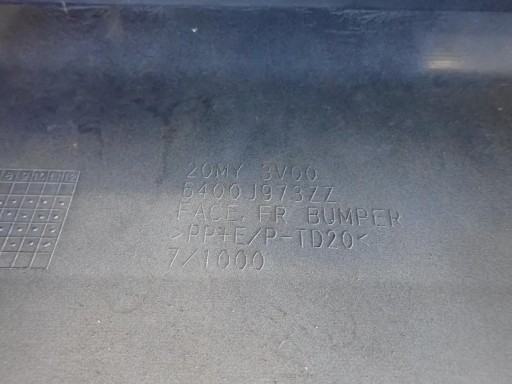 20MY 3V00
6400J973ZZ
FACE, FR BUMPER
>PP+E/P-TD20<
7/1000